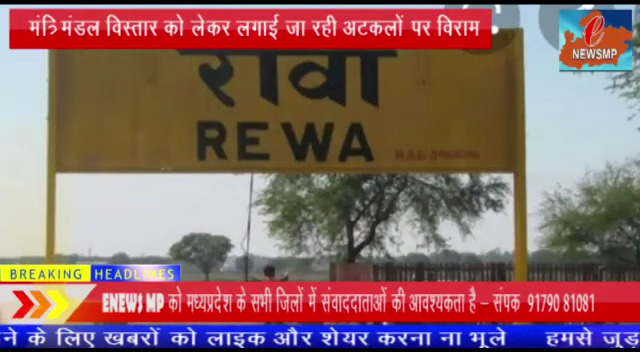 मंत्रिमंडल विस्तार को लेकर लगाई जा रही अटकलों पर विराम
e
NEWSMP
रीवा
REWA
BREAKING HEADLINES
ENEWS MP को मध्यप्रदेश के सभी जिलों में संवाददाताओं की आवश्यकता है – संपक 91790 81081
ने के लिए खबरों को लाइक और शेयर करना ना भूले हमसे जुड़